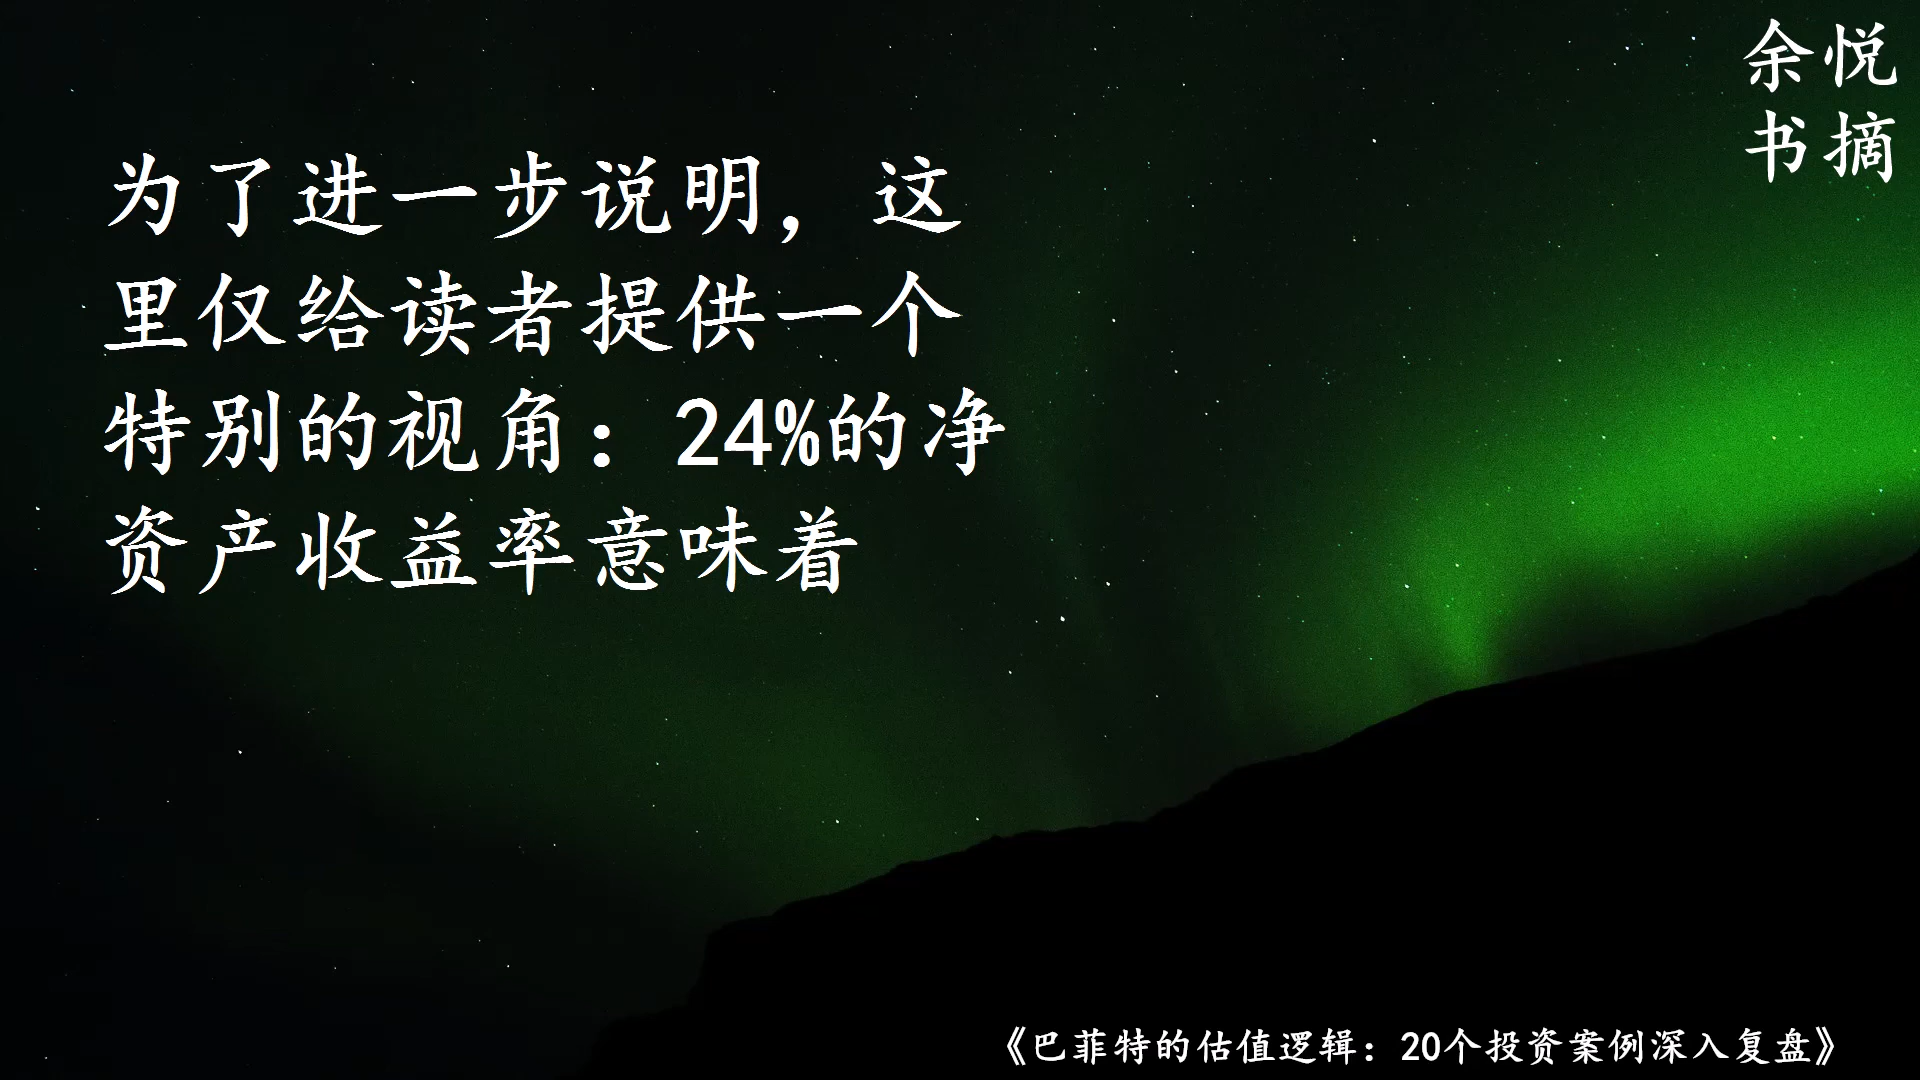 余悦
书摘
为了进一步说明，这
里仅给读者提供一个
特别的视角：24%的净
资产收益率意味着
《巴菲特的估值逻辑：20个投资案例深入复盘》